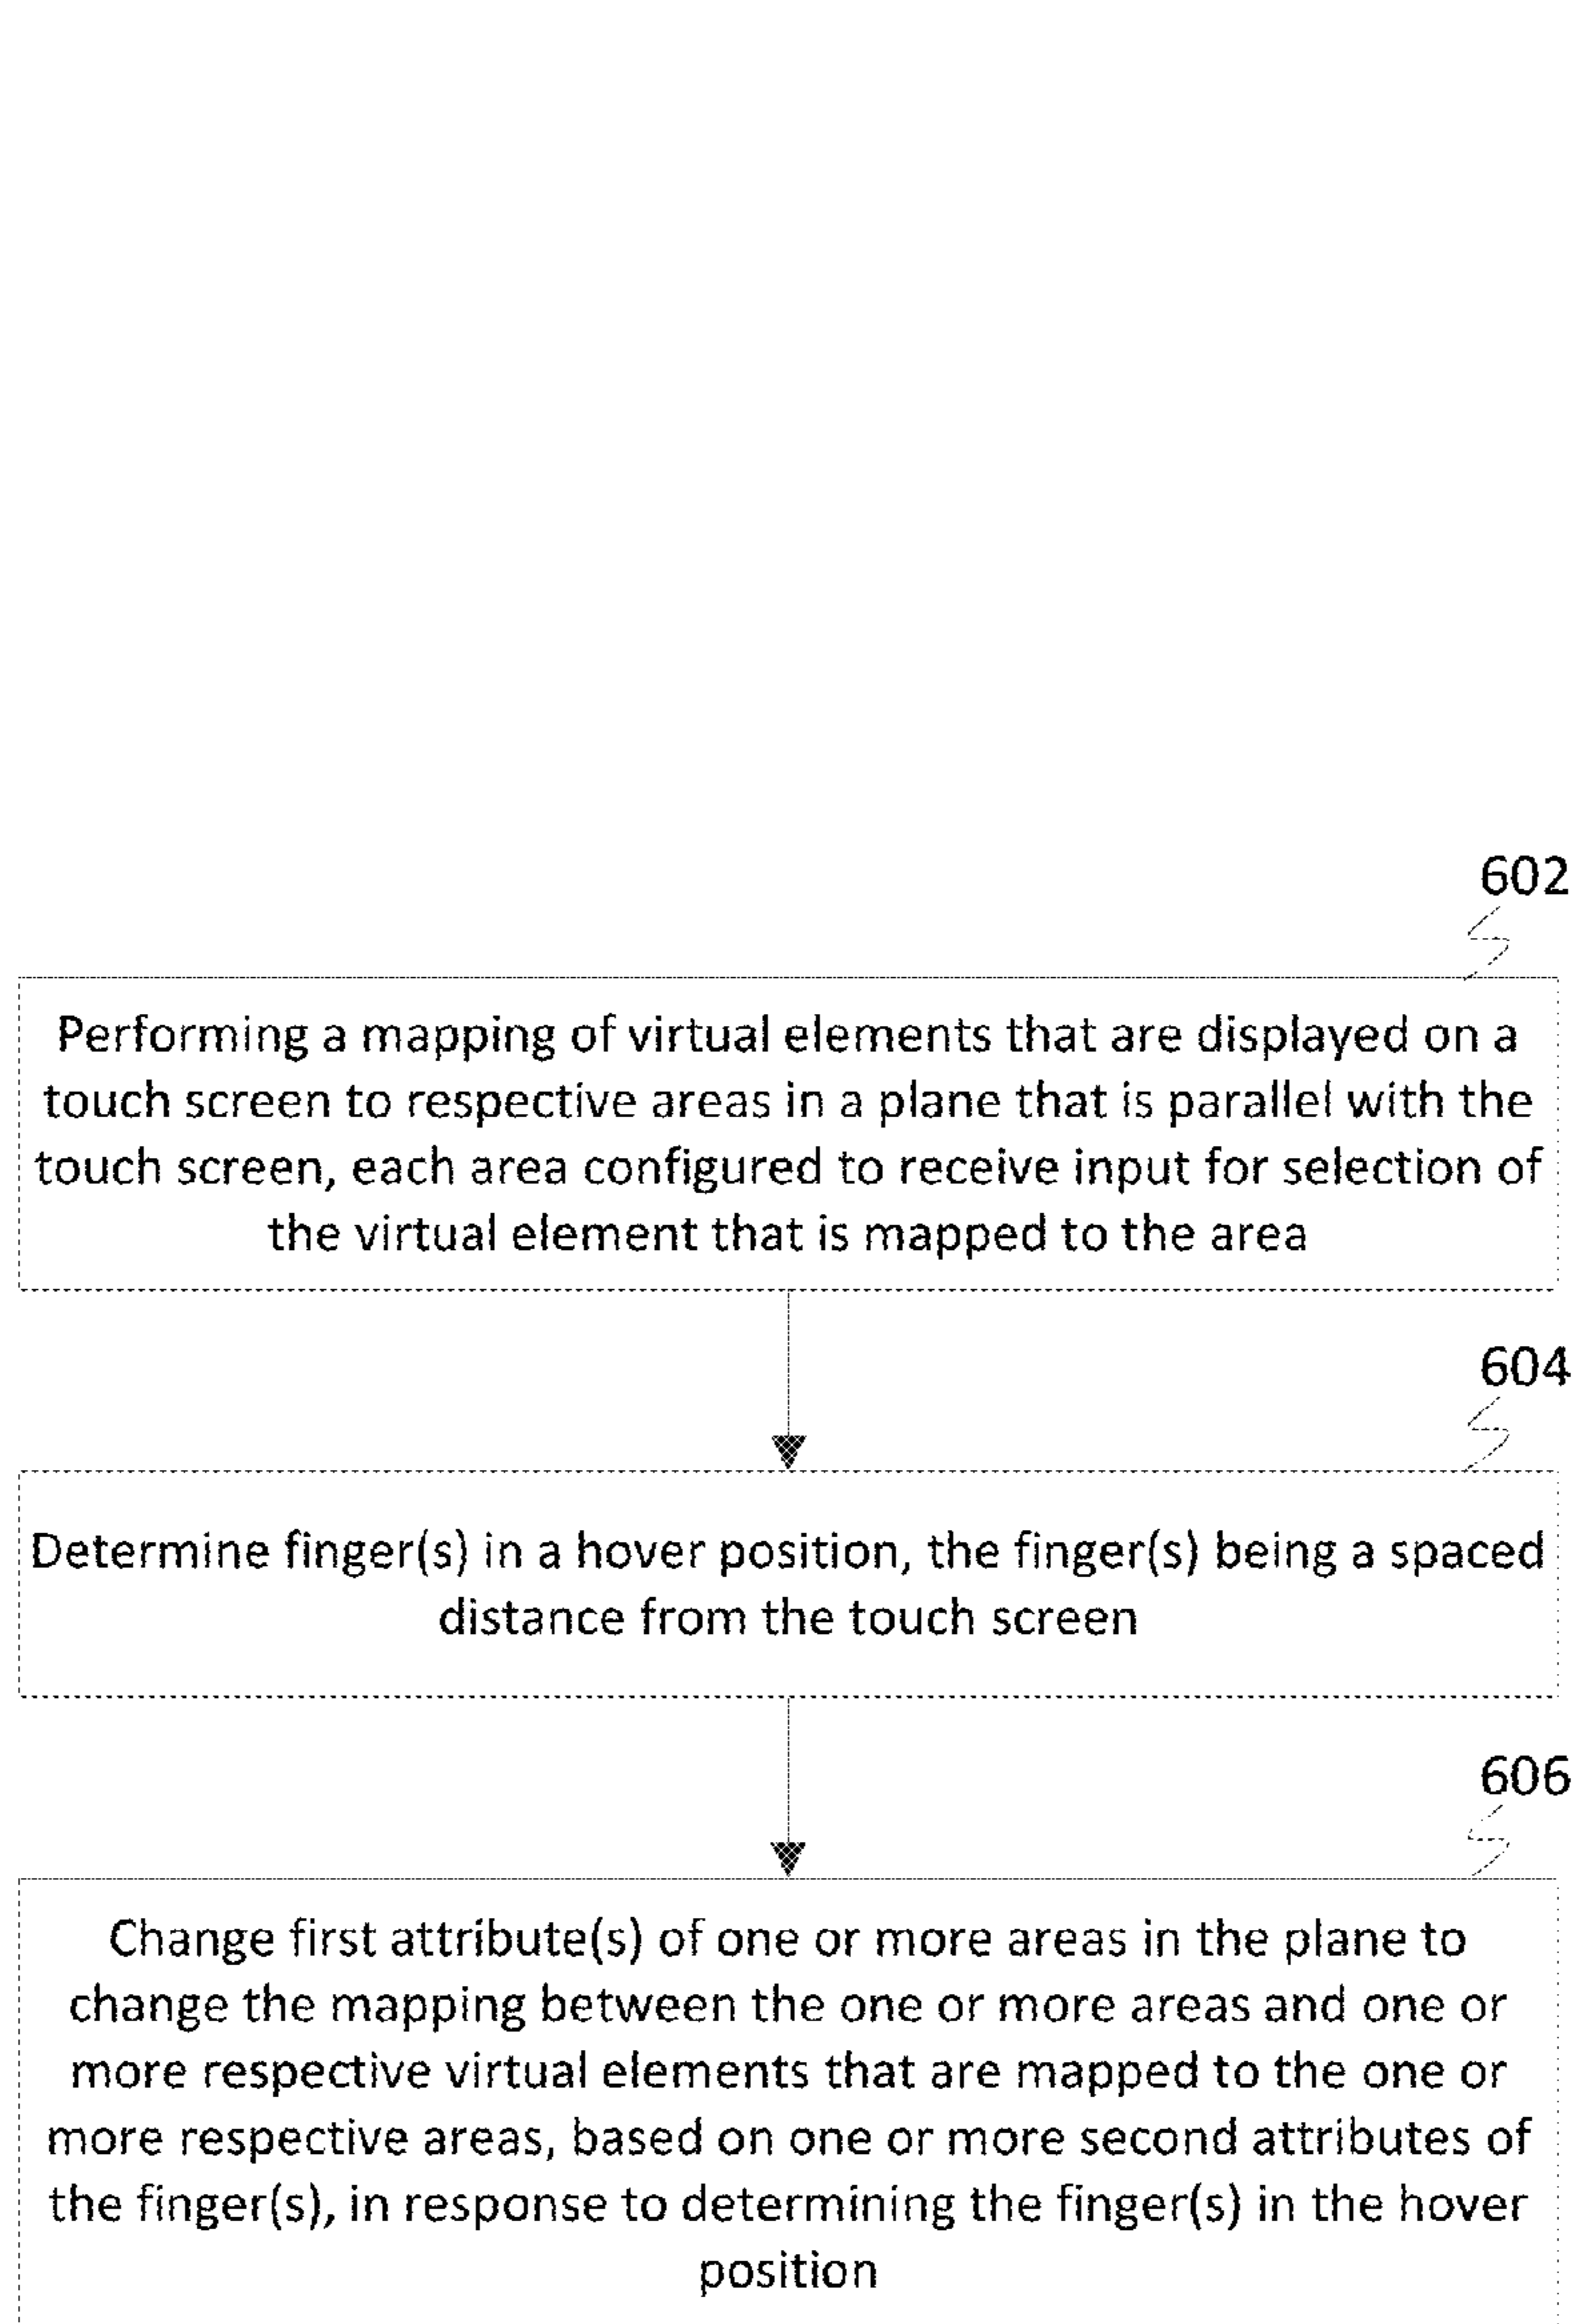 602
Performing a mapping of virtual elements that are displayed on a
touch screen to respective areas in a plane that is parallel with the
touch screen, each area configured to receive input for selection of
the virtual element that is mapped to the area
604
Determine finger(s) in a hover position, the finger(s) being a spaced
distance from the touch screen
606
Change first attribute(s) of one or more areas in the plane to
change the mapping between the one or more areas and one or
more respective virtual elements that are mapped to the one or
more respective areas, based on one or more second attributes of
the finger(s), in response to determining the finger(s) in the hover
position